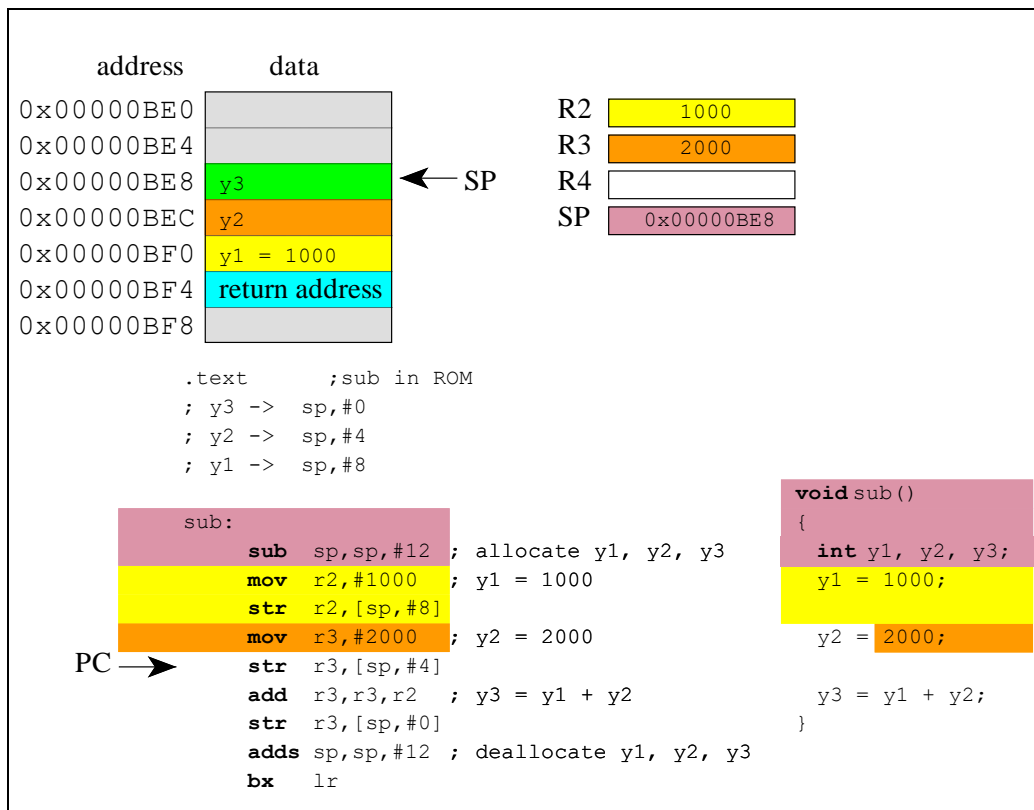 address data
0x00000BE0
0x00000BE4
0x00000BE8 y3
SP
0x00000BEC y2
0x00000BF0 y1 = 1000
0x00000BF4 return address
0x00000BF8
R2 1000
R3 2000
R4
SP 0x00000BE8
.text ;sub in ROM
; y3 -> sp,#0
; y2 -> sp,#4
; y1 -> sp,#8
sub:
sub sp,sp,#12 ; allocate y1, y2, y3
mov r2,#1000 ; y1 = 1000
str r2,[sp,#8]
mov r3,#2000 ; y2 = 2000
PC
str r3,[sp,#4]
add r3,r3,r2 ; y3 = y1 + y2
str r3,[sp,#0]
adds sp,sp,#12 ; deallocate y1, y2, y3
bx lr
void sub()
{
int y1, y2, y3;
y1 = 1000;
y2 = 2000;
y3 = y1 + y2;
}